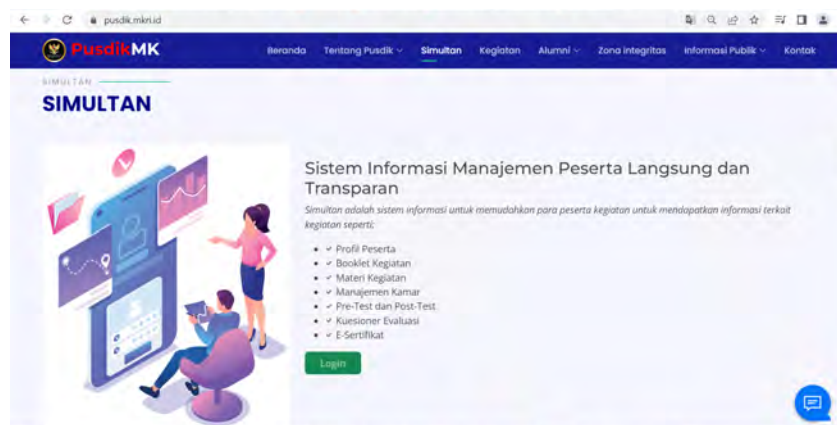 pusdik.mkri.id
PusdikMK
Beranda Tentang Pusdik Simultan Kegiatan Alumni Zona Integritas Informasi Publik Kontak
SIMULTAN
SIMULTAN
Sistem Informasi Manajemen Peserta Langsung dan
Transparan
Simultan adalah sistem informasi untuk memudahkan para peserta kegiatan untuk mendapatkan informasi terkait
kegiatan seperti:
Profil Peserta
Booklet Kegiatan
Materi Kegiatan
Manajemen Kamar
Pre-Test dan Post-Test
Kuesioner Evaluasi
E-Sertifikat
Login